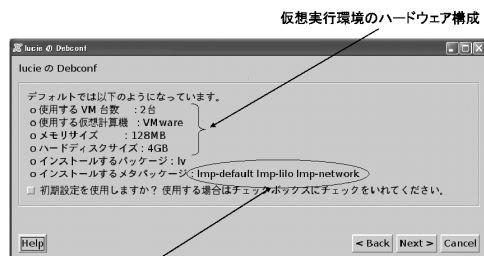 仮想実行環境のハードウェア構成
lucie の Debconf
lucie の Debconf
デフォルトでは以下のようになっています。
o 使用する VM 台数 : 2台
o 使用する仮想計算機 : VMware
o メモリサイズ : 128MB
o ハードディスクサイズ : 4GB
o インストールするパッケージ : lv
o インストールするメタパッケージ : lmp-default lmp-lilo lmp-network
初期設定を使用しますか? 使用する場合はチェックボックスにチェックをいれてください。
Help
< Back Next > Cancel